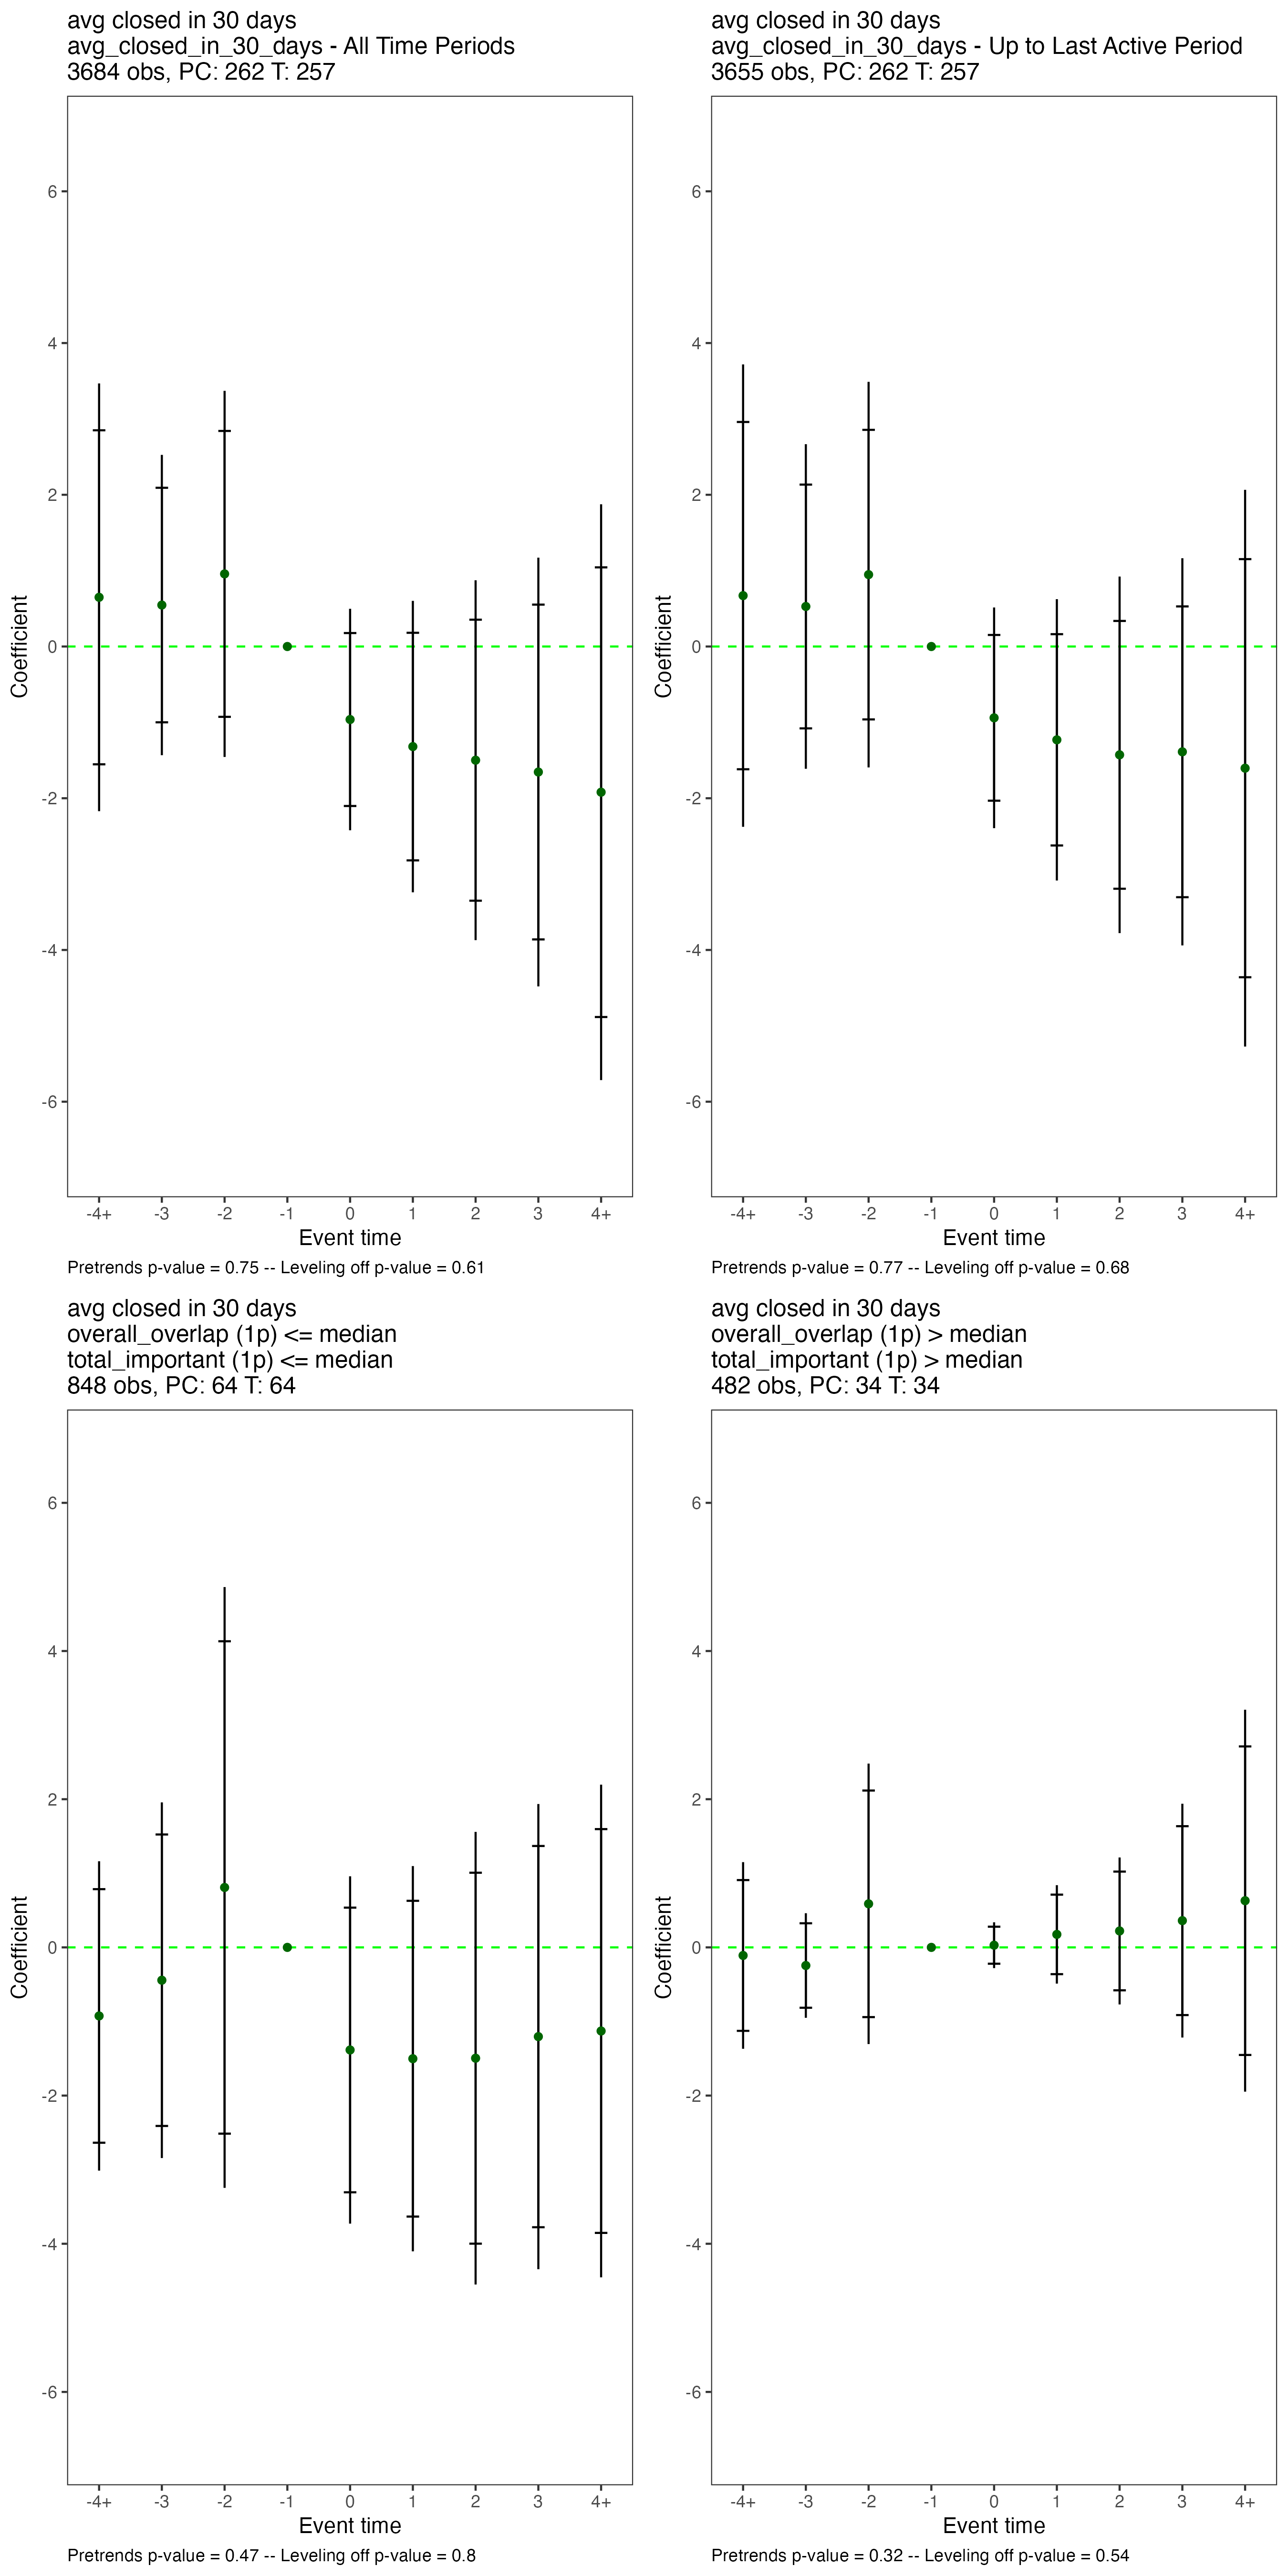 avg closed in 30 days
avg_closed_in_30_days - All Time Periods
3684 obs, PC: 262 T: 257
6
4
2
0
-2
-4
-6
Coefficient
-4+ -3 -2 -1 0 1 2 3 4+
Event time
Pretrends p-value = 0.75 -- Leveling off p-value = 0.61
avg closed in 30 days
avg_closed_in_30_days - Up to Last Active Period
3655 obs, PC: 262 T: 257
6
4
2
0
-2
-4
-6
Coefficient
-4+ -3 -2 -1 0 1 2 3 4+
Event time
Pretrends p-value = 0.77 -- Leveling off p-value = 0.68
avg closed in 30 days
overall_overlap (1p) <= median
total_important (1p) <= median
848 obs, PC: 64 T: 64
6
4
2
0
-2
-4
-6
Coefficient
-4+ -3 -2 -1 0 1 2 3 4+
Event time
Pretrends p-value = 0.47 -- Leveling off p-value = 0.8
avg closed in 30 days
overall_overlap (1p) > median
total_important (1p) > median
482 obs, PC: 34 T: 34
6
4
2
0
-2
-4
-6
Coefficient
-4+ -3 -2 -1 0 1 2 3 4+
Event time
Pretrends p-value = 0.32 -- Leveling off p-value = 0.54